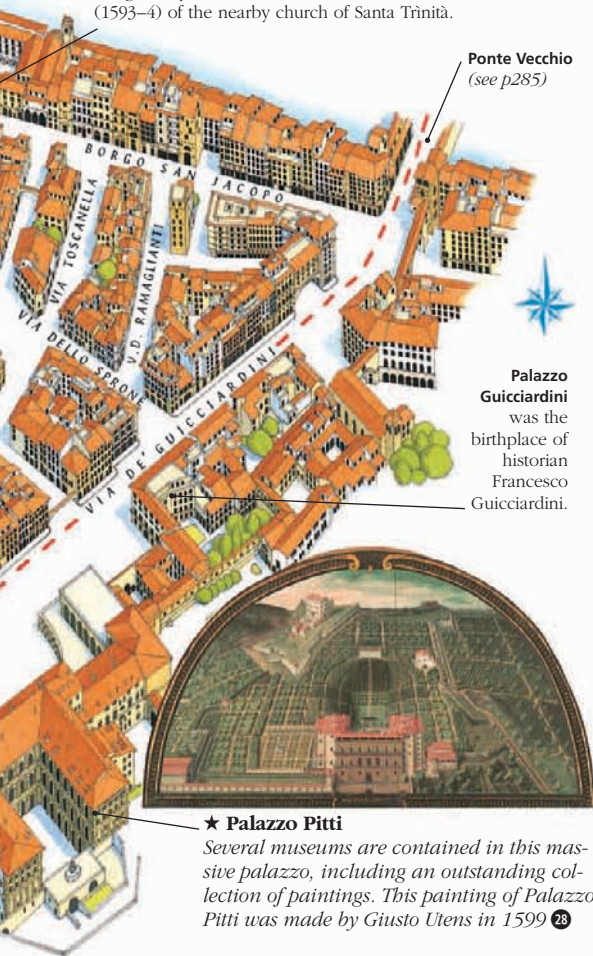 (1593–4) of the nearby church of Santa Trìnità.
Ponte Vecchio
(see p285)
BORGO SAN JACOPO
VIA TOSCANELLA
V.D. RAMAGLIANTI
VIA DELLO SPRONE
VIA DE' GUICCIARDINI
Palazzo
Guicciardini
was the
birthplace of
historian
Francesco
Guicciardini.
★ Palazzo Pitti
Several museums are contained in this mas-
sive palazzo, including an outstanding col-
lection of paintings. This painting of Palazzo
Pitti was made by Giusto Utens in 1599 28